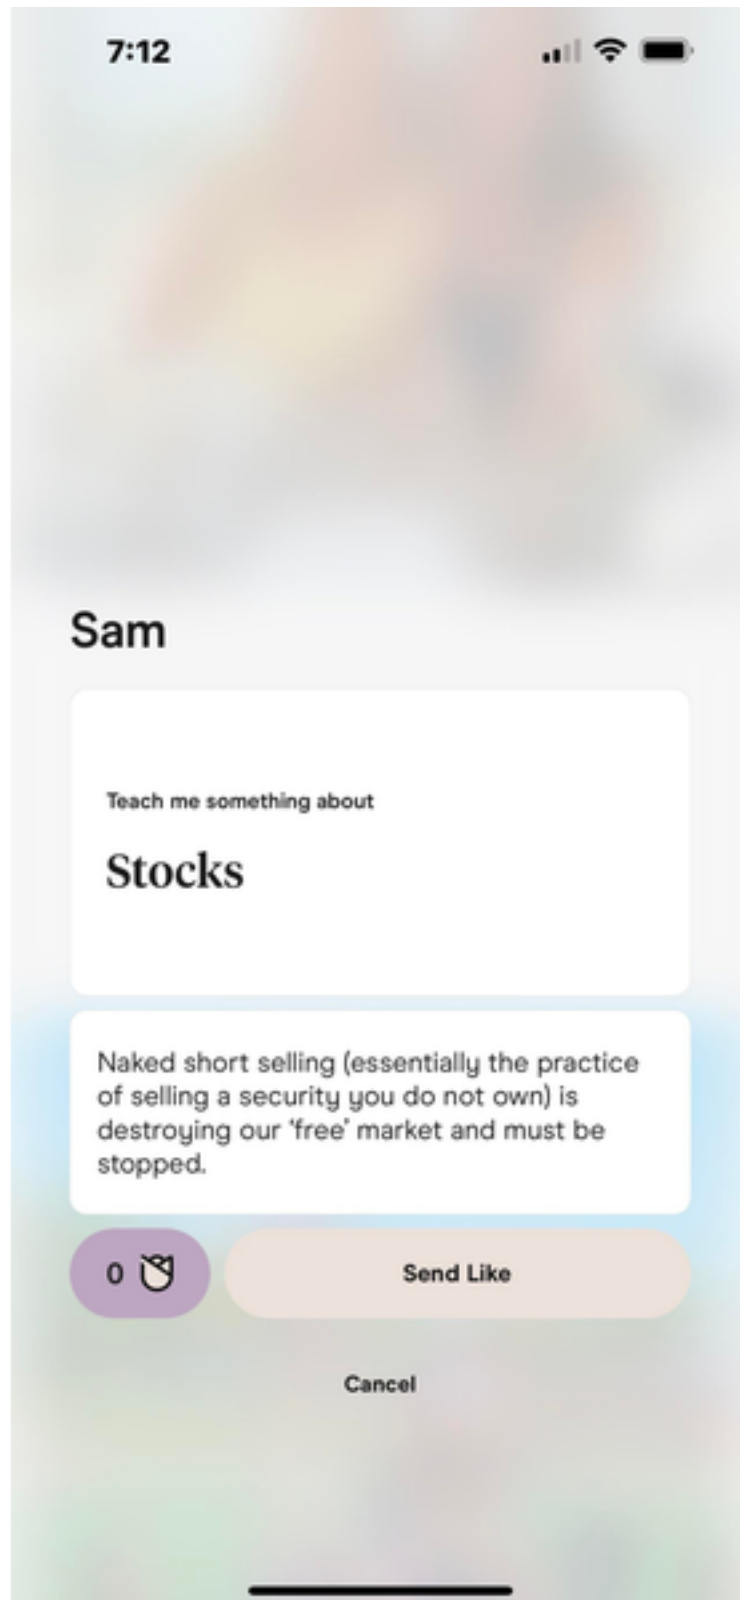 7:12
Sam
Teach me something about
Stocks
Naked short selling (essentially the practice
of selling a security you do not own) is
destroying our ‘free’ market and must be
stopped.
0
Send Like
Cancel